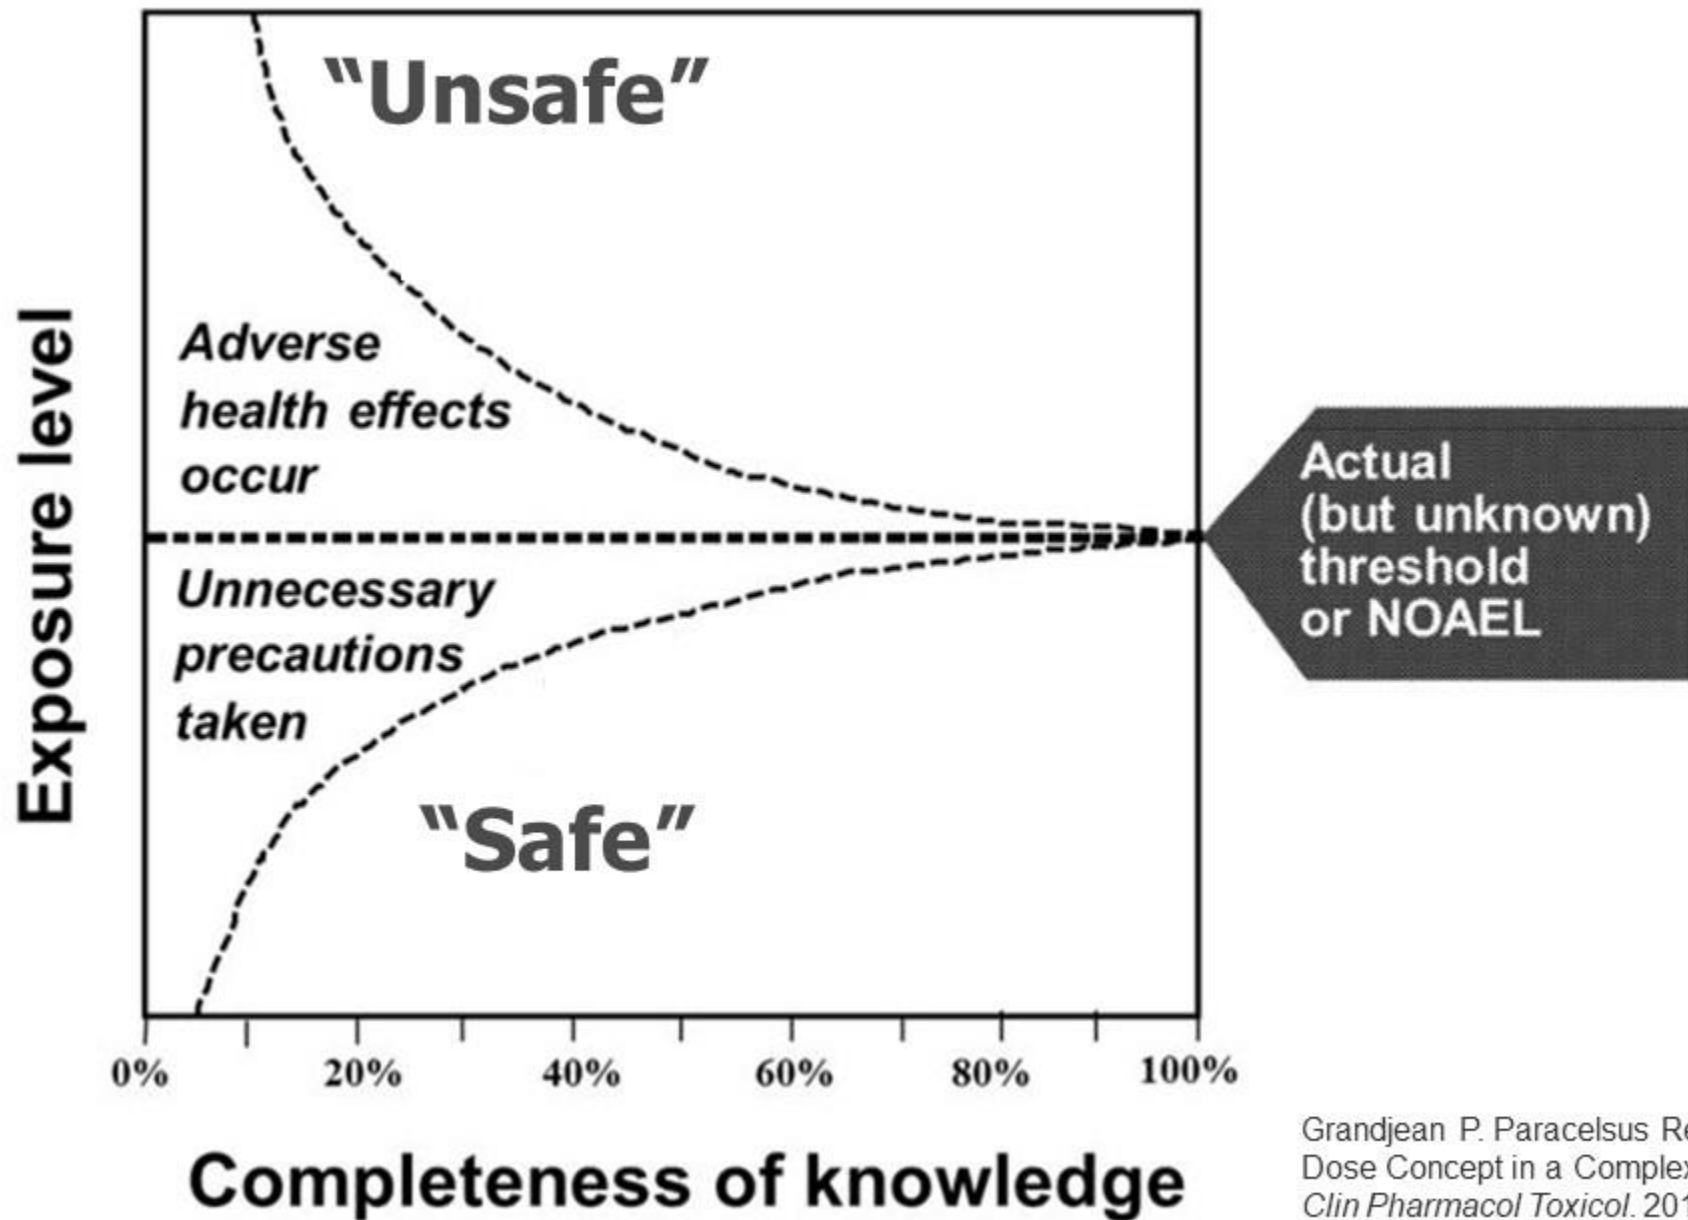 “Unsafe”
Adverse
health effects
occur
Unnecessary
precautions
taken
“Safe”
Exposure level
0% 20% 40% 60% 80% 100%
Completeness of knowledge
Actual
(but unknown)
threshold
or NOAEL
Grandjean P. Paracelsus
Dose Concept in a
Clin Pharmacol Toxicol.